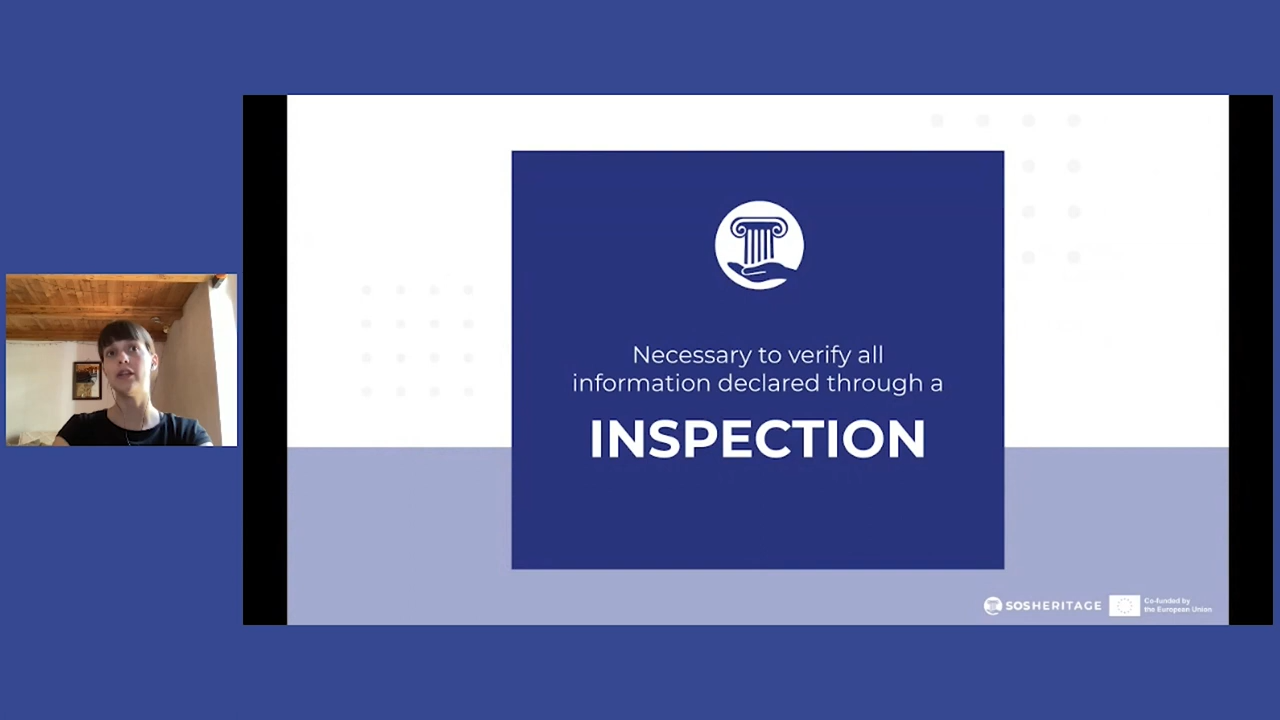 Necessary to verify all
information declared through a
INSPECTION
SOSHERITAGE
Co-funded by
the European Union